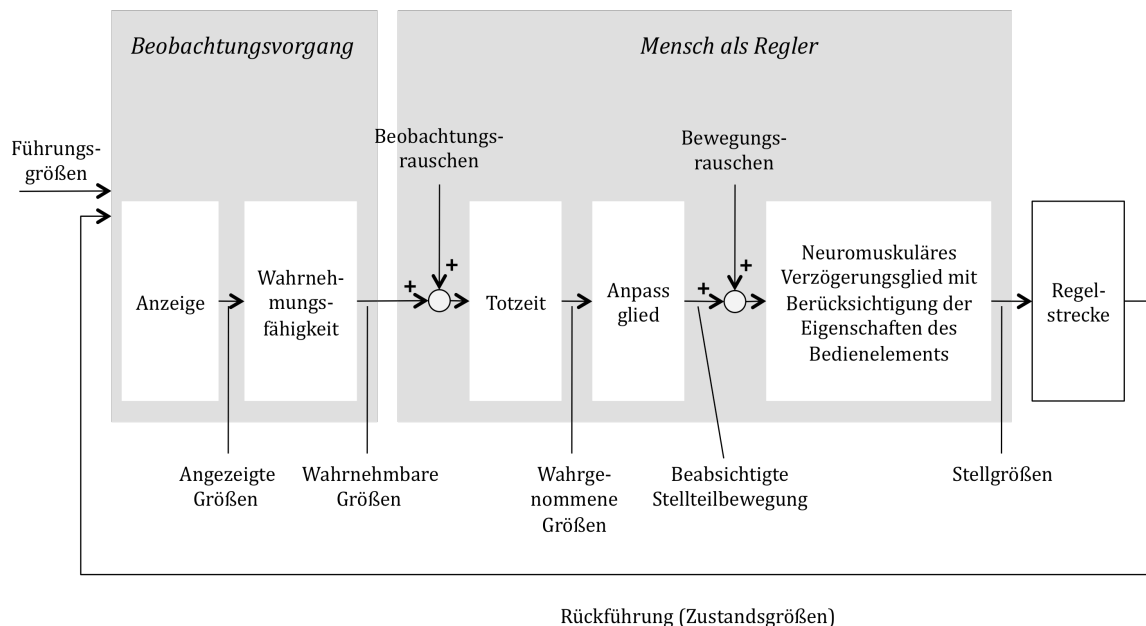 Beobachtungsvorgang
Mensch als Regler
Führungs-
größen
Beobachtungs-
rauschen
Bewegungs-
rauschen
+
+
+
+
Anzeige
Wahrneh-
mungs-
fähigkeit
Totzeit
Anpass
glied
Neuromuskuläres
Verzögerungsglied mit
Berücksichtigung der
Eigenschaften des
Bedienelements
Regel-
strecke
Angezeigte
Größen
Wahrnehmbare
Größen
Wahrge-
nommene
Größen
Beabsichtigte
Stellteilbewegung
Stellgrößen
Rückführung (Zustandsgrößen)